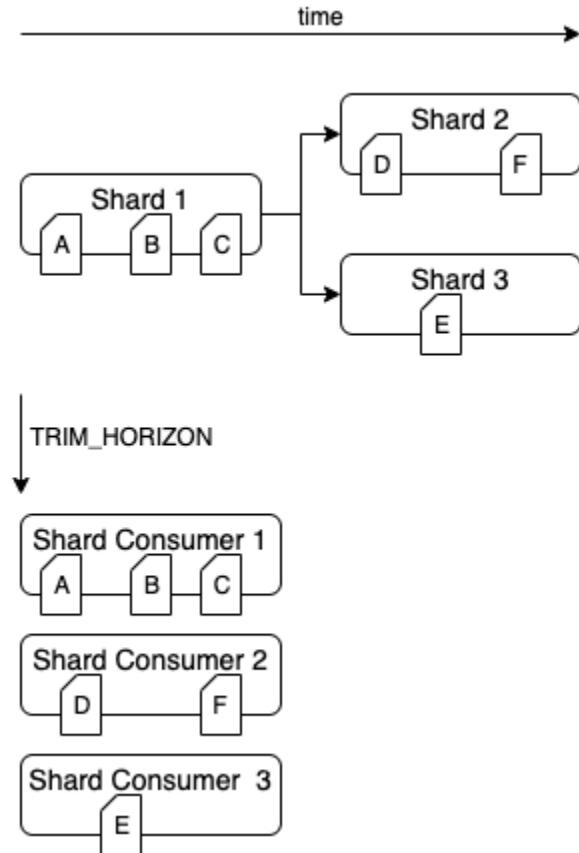 time
Shard 2
D F
Shard 1
A B C
Shard 3
E
TRIM_HORIZON
Shard Consumer 1
A B C
Shard Consumer 2
D F
Shard Consumer 3
E